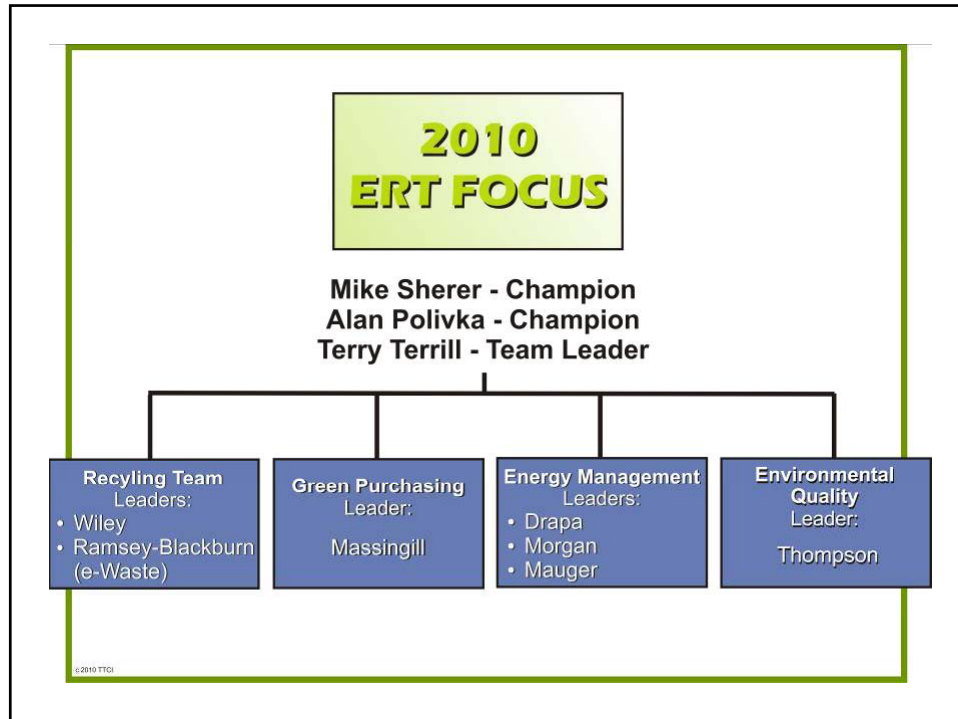 2010
ERT FOCUS
Mike Sherer - Champion
Alan Polivka - Champion
Terry Terrill - Team Leader
Recyling Team
Leaders:
• Wiley
• Ramsey-Blackburn
(e-Waste)
Green Purchasing
Leader:
Massingill
Energy Management
Leaders:
• Drapa
• Morgan
• Mauger
Environmental
Quality
Leader:
Thompson
c 2010 TTCI